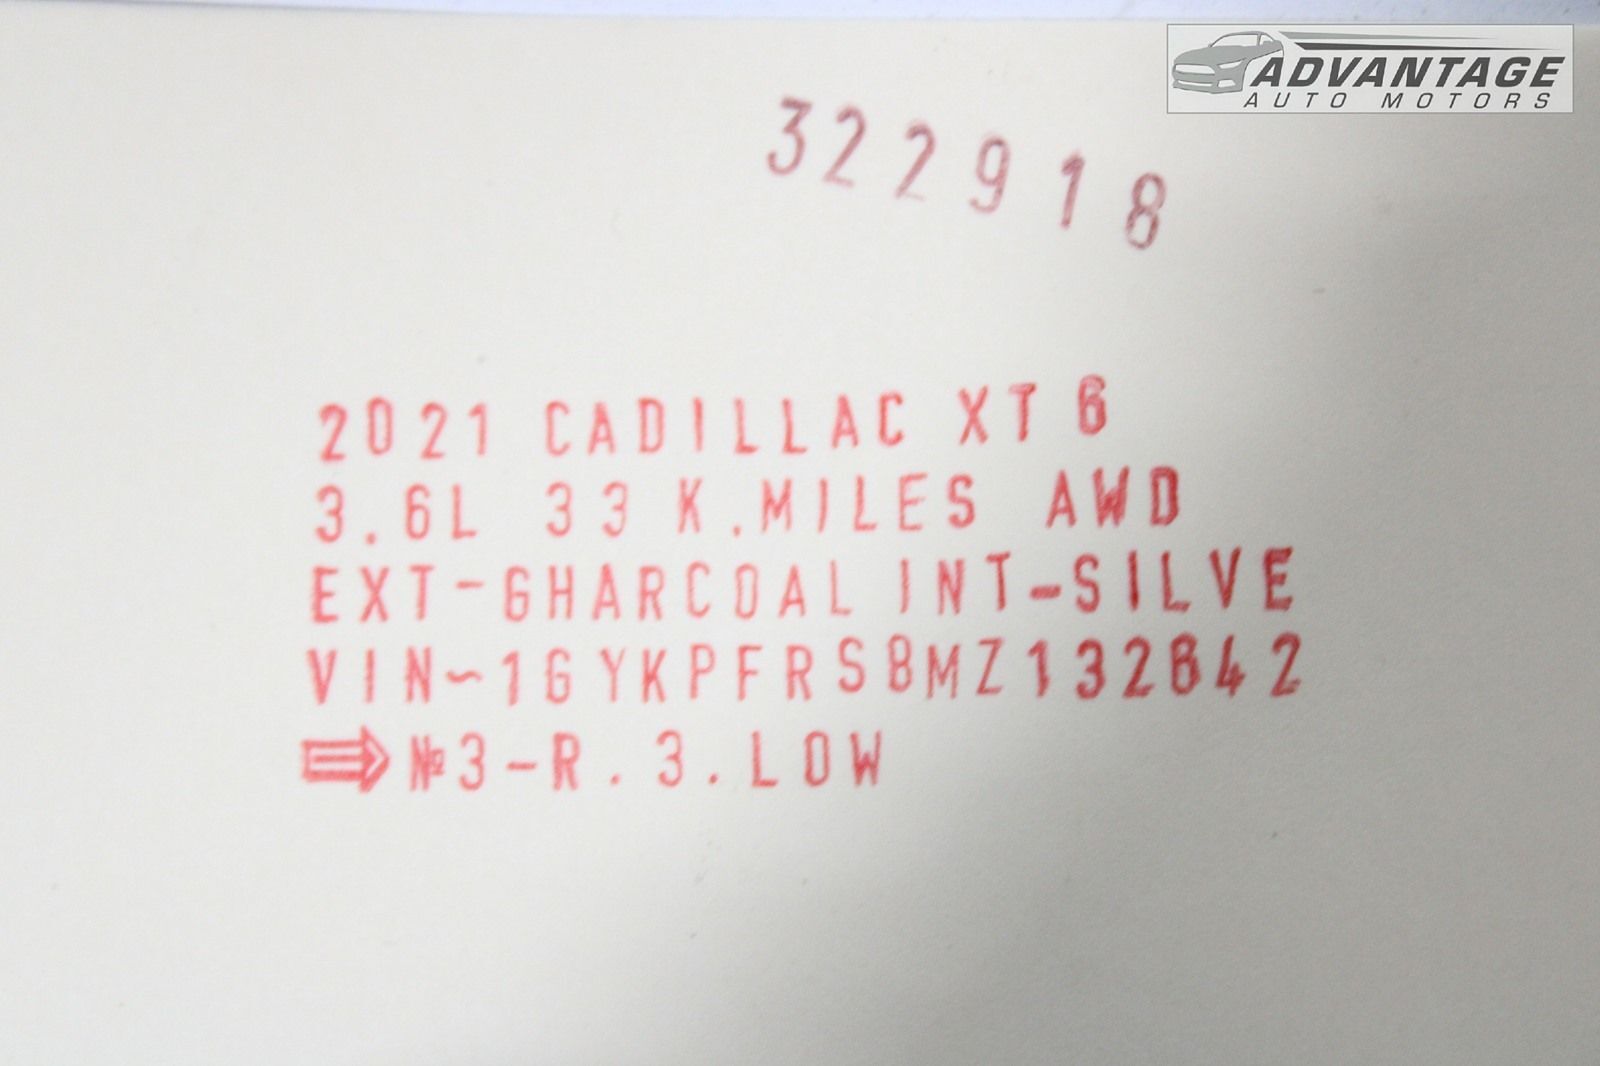 ADVANTAGE
AUTO MOTORS
322918
2021 CADILLAC XT6
3.6L 33 K.MILES AWD
EXT-GHARCOAL INT-SILVE
VIN~1GYKPFRS8MZ132642
⇒ №3-R.3.LOW